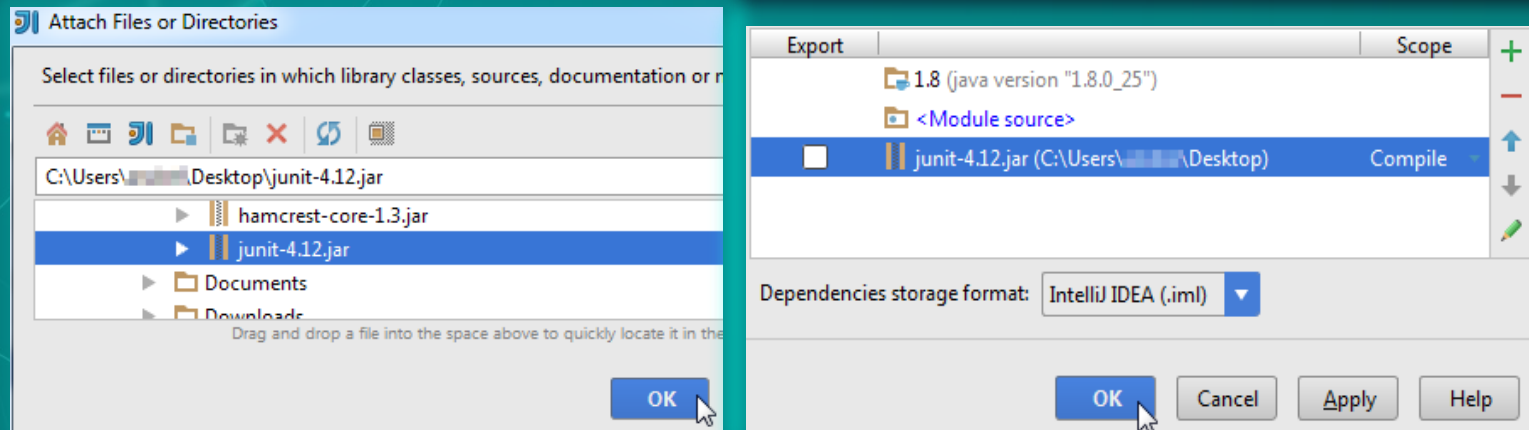 Attach Files or Directories
Select files or directories in which library classes, sources, documentation or
C:\Users\ \Desktop\junit-4.12.jar
hamcrest-core-1.3.jar
junit-4.12.jar
Documents
Downloads
Drag and drop a file into the space above to quickly locate it in the
OK
Export Scope
1.8 (java version "1.8.0_25")
<Module source>
junit-4.12.jar (C:\Users\ \Desktop) Compile
Dependencies storage format: IntelliJ IDEA (.iml)
OK Cancel Apply Help